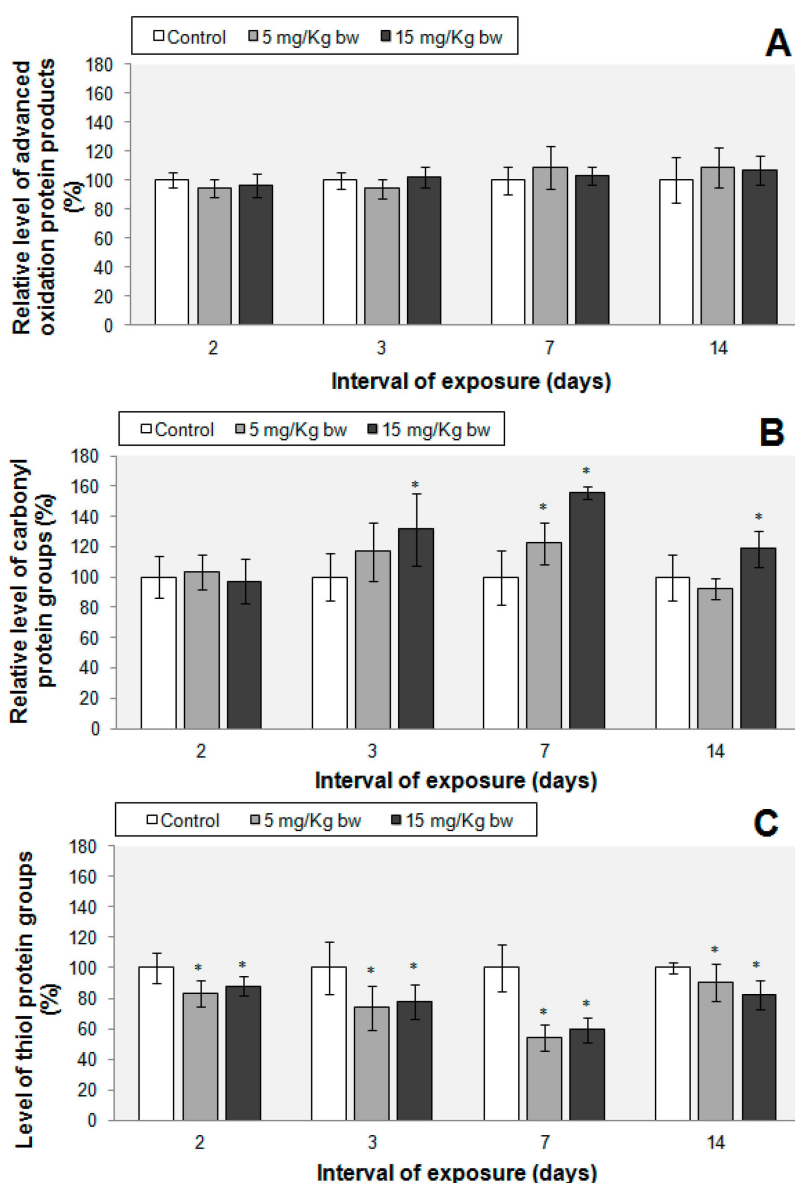 Control 5 mg/Kg bw 15 mg/Kg bw
A
Relative level of advanced
oxidation protein products
(%)
180
160
140
120
100
80
60
40
20
0
2 3 7 14
Interval of exposure (days)
Control 5 mg/Kg bw 15 mg/Kg bw
B
Relative level of carbonyl
protein groups (%)
180
160
140
120
100
80
60
40
20
0
* * * *
2 3 7 14
Interval of exposure (days)
Control 5 mg/Kg bw 15 mg/Kg bw
C
Level of thiol protein groups
(%)
180
160
140
120
100
80
60
40
20
0
* * * * * * * *
2 3 7 14
Interval of exposure (days)